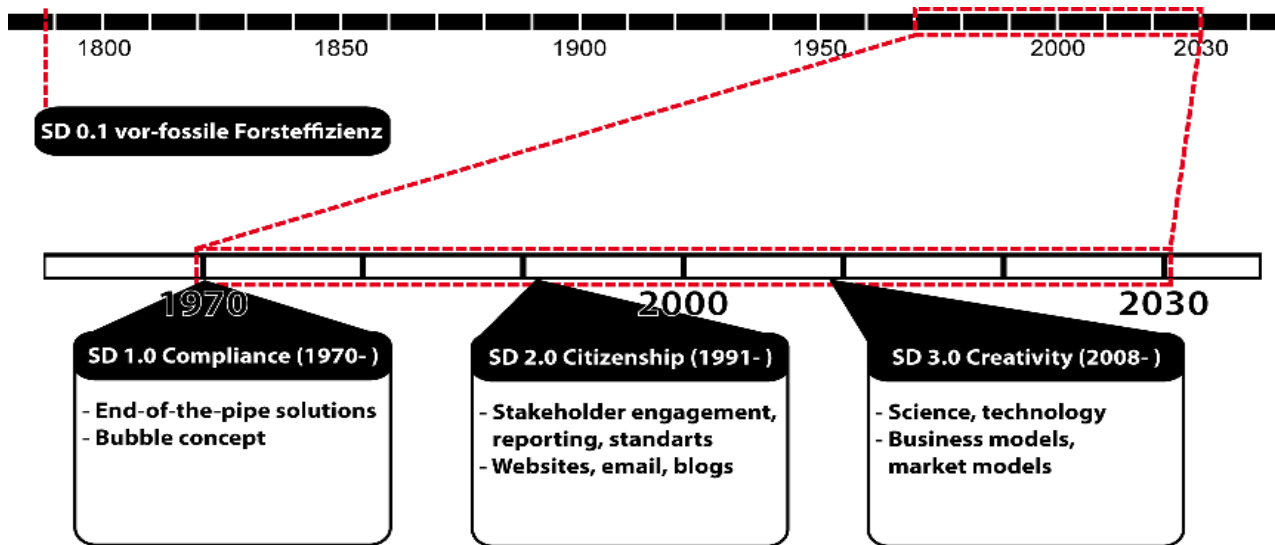 1800 1850 1900 1950 2000 2030
SD 0.1 vor-fossile Forsteffizienz
1970 2000 2030
SD 1.0 Compliance (1970- )
- End-of-the-pipe solutions
- Bubble concept
SD 2.0 Citizenship (1991- )
- Stakeholder engagement,
reporting, standarts
- Websites, email, blogs
SD 3.0 Creativity (2008- )
- Science, technology
- Business models,
market models